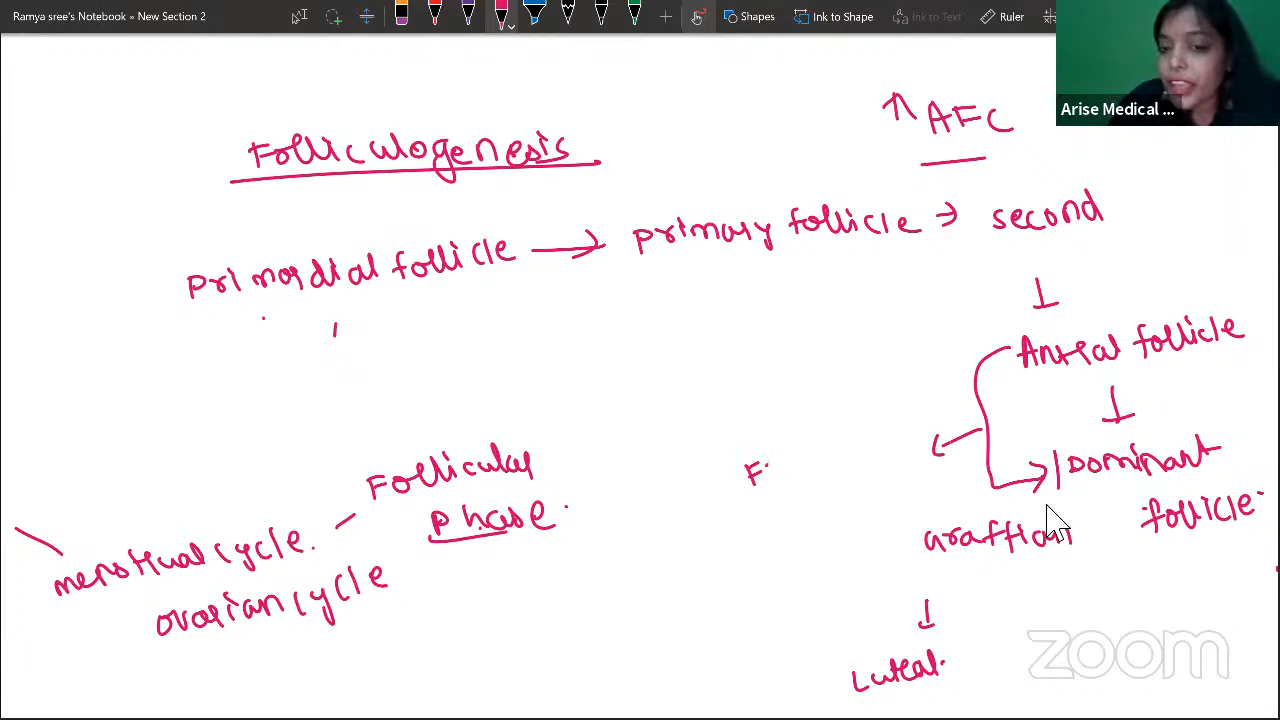 Ramya sree's Notebook » New Section 2
Shapes
Ink to Shape
Ink to Text
Ruler
Arise Medical ...
↑ AFC
Folliculogenesis
primordial follicle → primary follicle → second
Antral follicle
Dominant
follicle
Graffian
Luteal
F
Follicular
phase
menstrual cycle
ovarian cycle
zoom